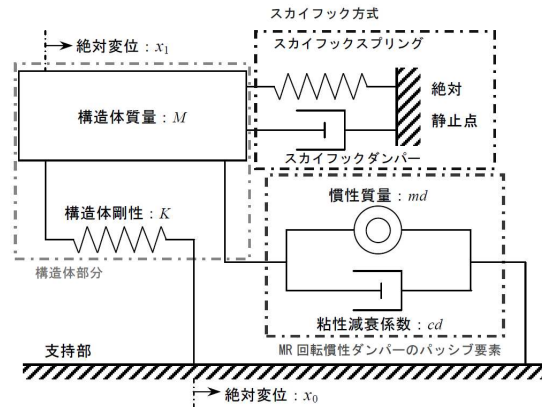 スカイフック方式
絶対変位：x1
スカイフックスプリング
構造体質量：M
絶対
静止点
スカイフックダンパー
慣性質量：md
構造体剛性：K
構造体部分
粘性減衰係数：cd
支持部
MR回転慣性ダンパーのパッシブ要素
絶対変位：x0